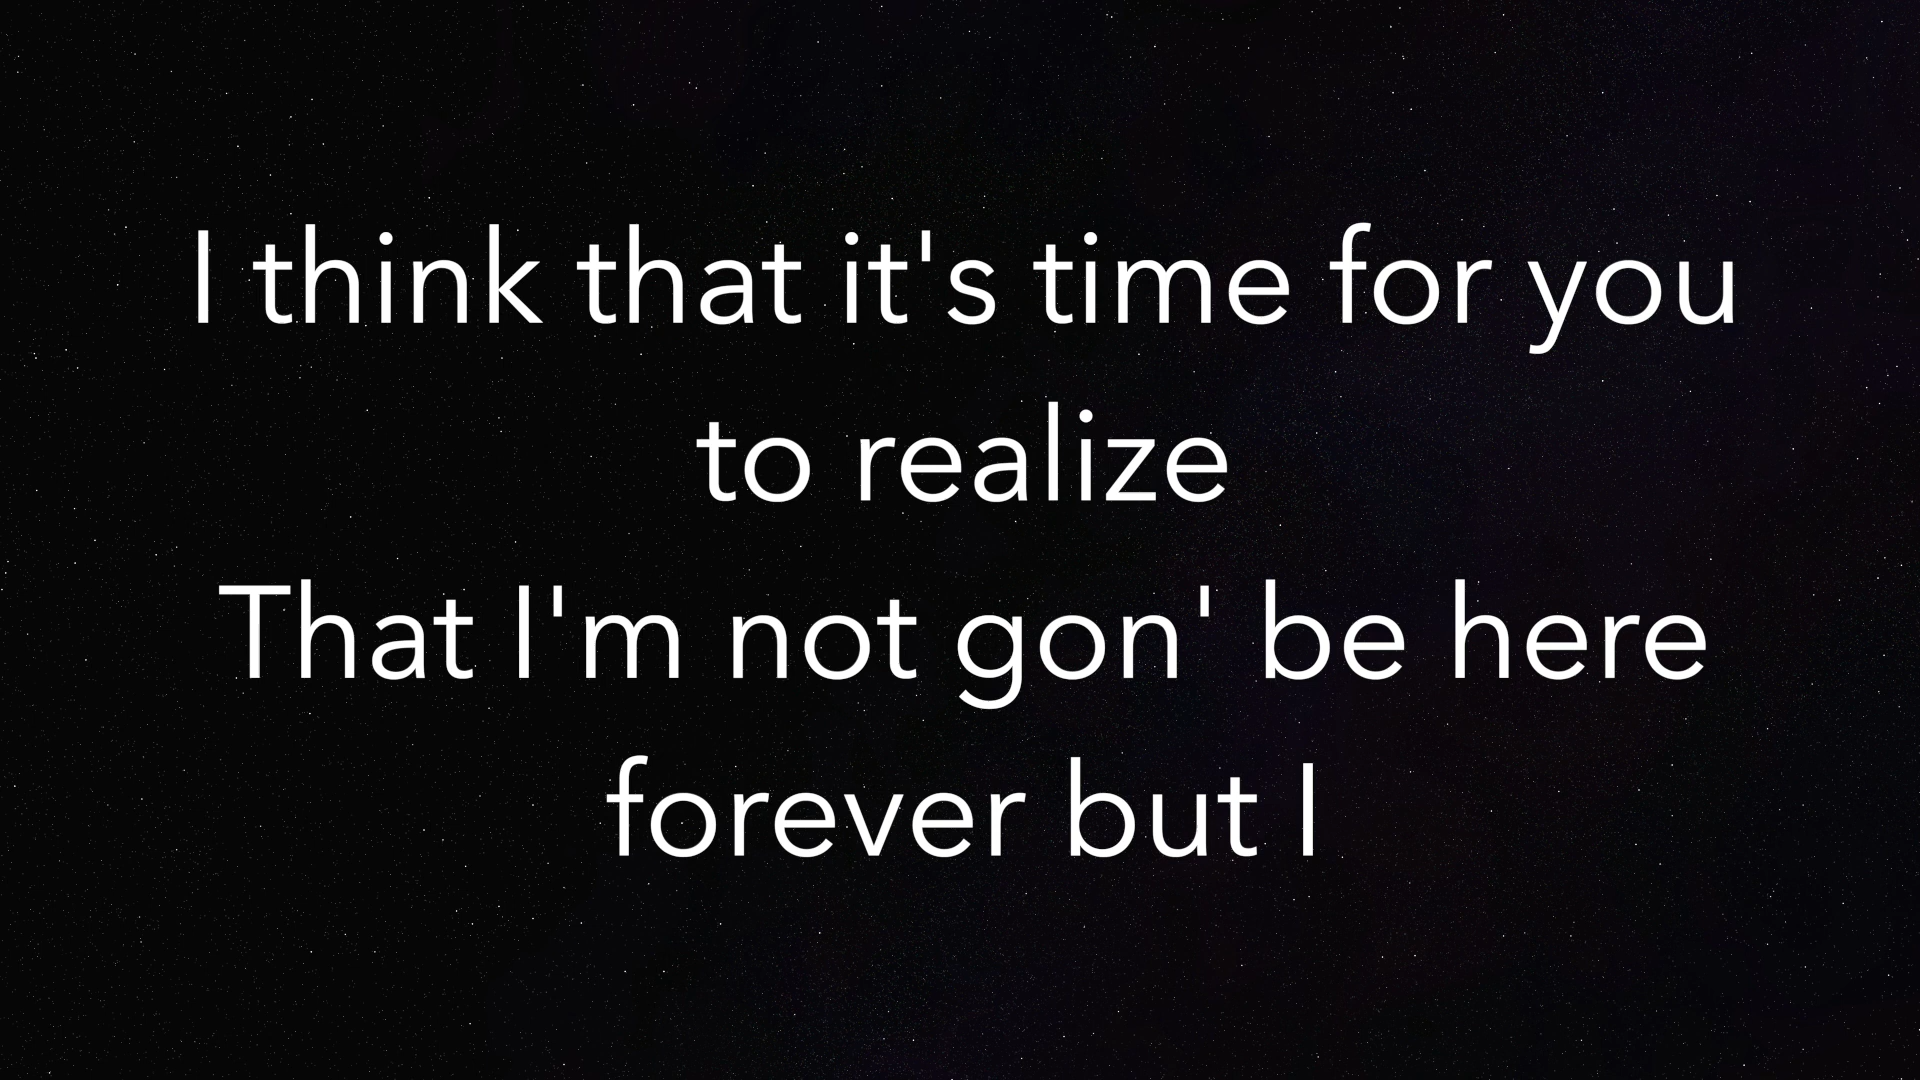 I think that it's time for you
to realize
That I'm not gon' be here
forever but I